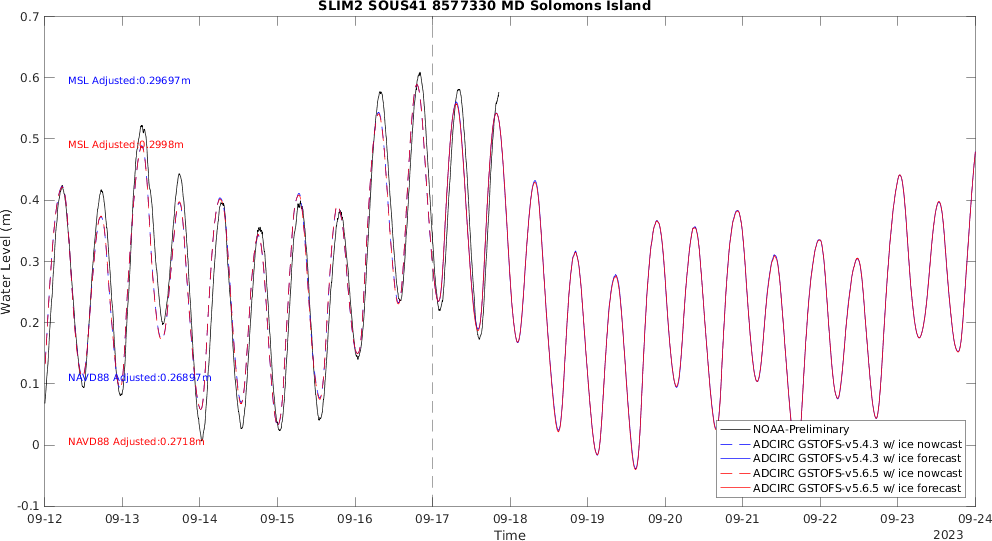 SLIM2 SOUS41 8577330 MD Solomons Island
0.7
0.6
0.5
0.4
0.3
0.2
0.1
0
-0.1
Water Level (m)
MSL Adjusted:0.29697m
MSL Adjusted:0.2998m
NAVD88 Adjusted:0.26897m
NAVD88 Adjusted:0.2718m
NOAA-Preliminary
ADCIRC GSTOFS-v5.4.3 w/ ice nowcast
ADCIRC GSTOFS-v5.4.3 w/ ice forecast
ADCIRC GSTOFS-v5.6.5 w/ ice nowcast
ADCIRC GSTOFS-v5.6.5 w/ ice forecast
09-12 09-13 09-14 09-15 09-16 09-17 09-18 09-19 09-20 09-21 09-22 09-23 09-24
Time
2023